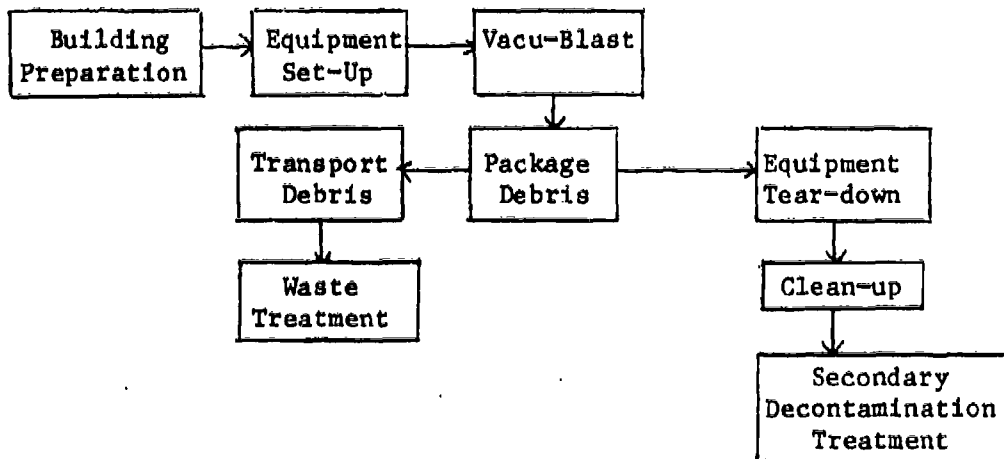 Building
Preparation
Equipment
Set-Up
Vacu-Blast
Transport
Debris
Package
Debris
Equipment
Tear-down
Waste
Treatment
Clean-up
Secondary
Decontamination
Treatment